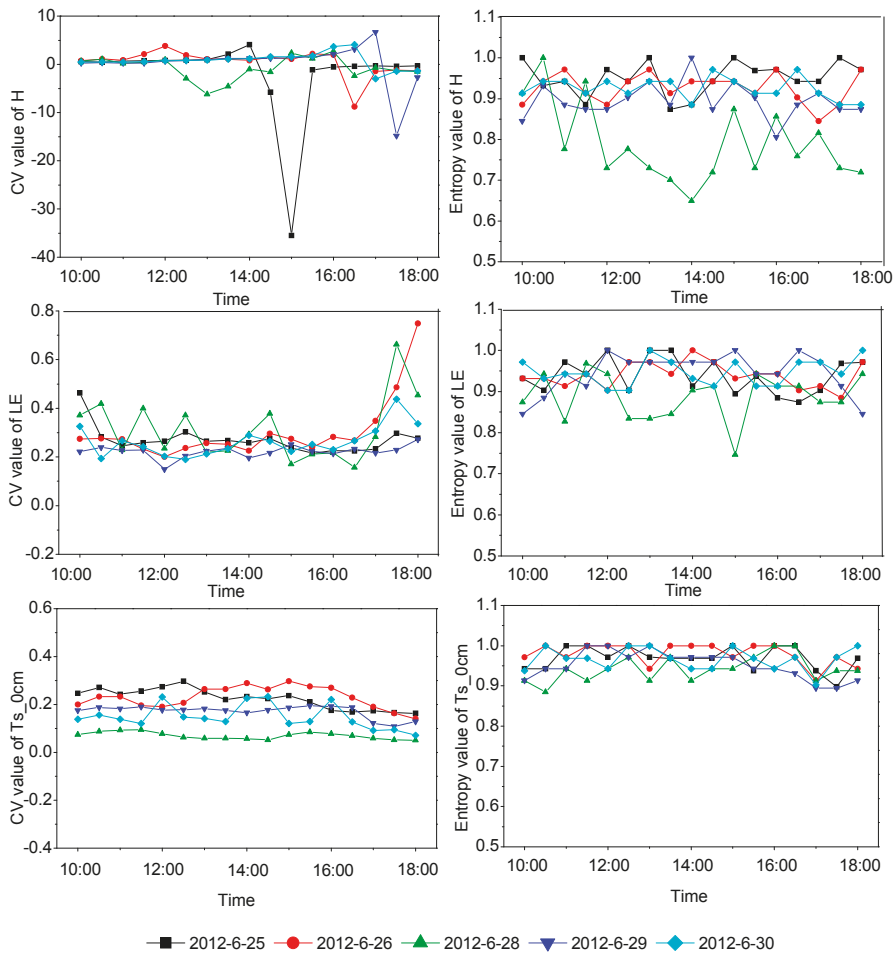 CV value of H
10
0
-10
-20
-30
-40
10:00 12:00 14:00 16:00 18:00
Time
Entropy value of H
1.1
1.0
0.9
0.8
0.7
0.6
0.5
10:00 12:00 14:00 16:00 18:00
Time
CV value of LE
0.8
0.6
0.4
0.2
0.0
-0.2
10:00 12:00 14:00 16:00 18:00
Time
Entropy value of LE
1.1
1.0
0.9
0.8
0.7
0.6
0.5
10:00 12:00 14:00 16:00 18:00
Time
CV value of Ts_0cm
0.6
0.4
0.2
0.0
-0.2
-0.4
10:00 12:00 14:00 16:00 18:00
Time
Entropy value of Ts_0cm
1.1
1.0
0.9
0.8
0.7
0.6
0.5
10:00 12:00 14:00 16:00 18:00
Time
2012-6-25 2012-6-26 2012-6-28 2012-6-29 2012-6-30